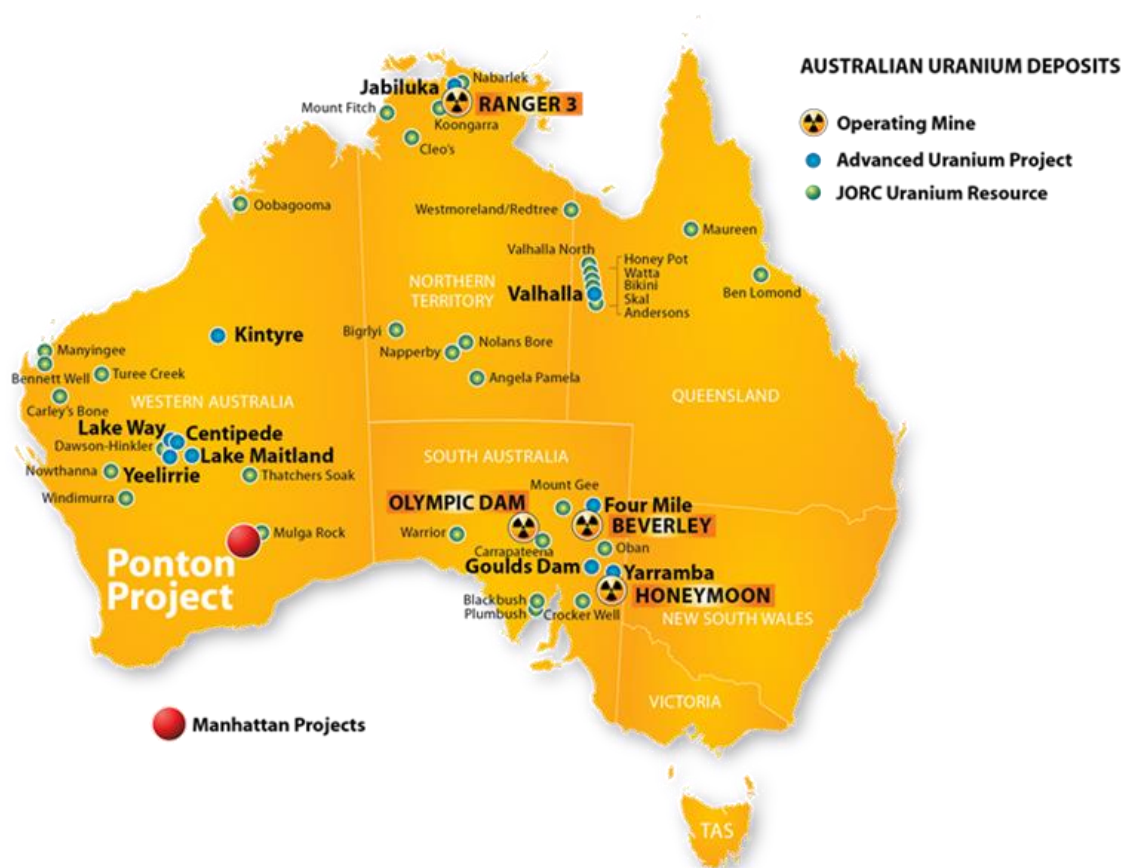 AUSTRALIAN URANIUM DEPOSITS
Operating Mine
Advanced Uranium Project
JORC Uranium Resource
Nabarlek
Jabiluka
RANGER 3
Mount Fitch
Koongarra
Cleo's
Oobagooma
Westmoreland/Redtree
Maureen
Valhalla North
Honey Pot
Watta
Bikini
Skal
Andersons
NORTHERN
TERRITORY
Valhalla
Ben Lomond
Kintyre
Bigrlyi
Nolans Bore
Napperby
Angela Pamela
Manyingee
Bennett Well
Turee Creek
Carley's Bone
WESTERN AUSTRALIA
QUEENSLAND
Lake Way
Centipede
Dawson-Hinkler
Lake Maitland
Nowthanna
Yeelirrie
Thatchers Soak
Windimurra
SOUTH AUSTRALIA
Mount Gee
OLYMPIC DAM
Four Mile
BEVERLEY
Warrior
Mulga Rock
Carrapateena
Oban
Ponton
Project
Goulds Dam
Yarramba
HONEYMOON
Blackbush
Plumbush
Crocker Well
NEW SOUTH WALES
VICTORIA
Manhattan Projects
TAS